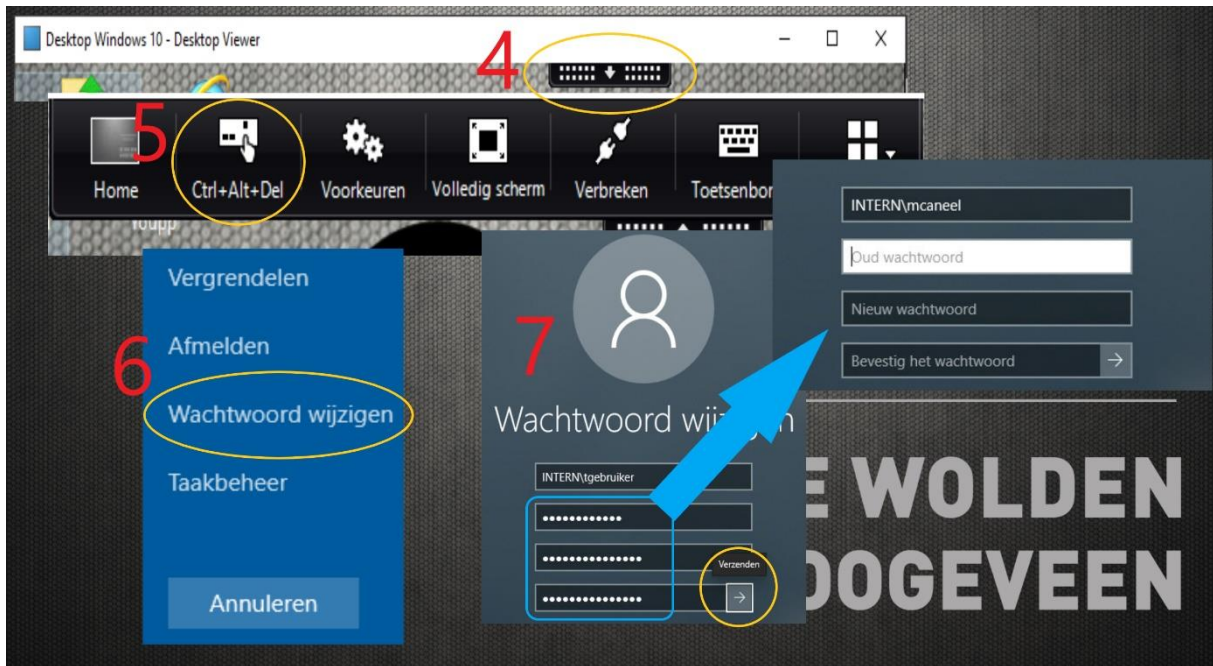 Desktop Windows 10 - Desktop Viewer
4
5
Home
Ctrl+Alt+Del
Voorkeuren
Volledig scherm
Verbreken
Toetsenbor
INTERN\mcaneel
Oud wachtwoord
Nieuw wachtwoord
Bevestig het wachtwoord
6
Vergrendelen
Afmelden
Wachtwoord wijzigen
Taakbeheer
Annuleren
7
Wachtwoord wijzigen
INTERN\tgebruiker
Verzenden
E WOLDEN
OOGEVEEN